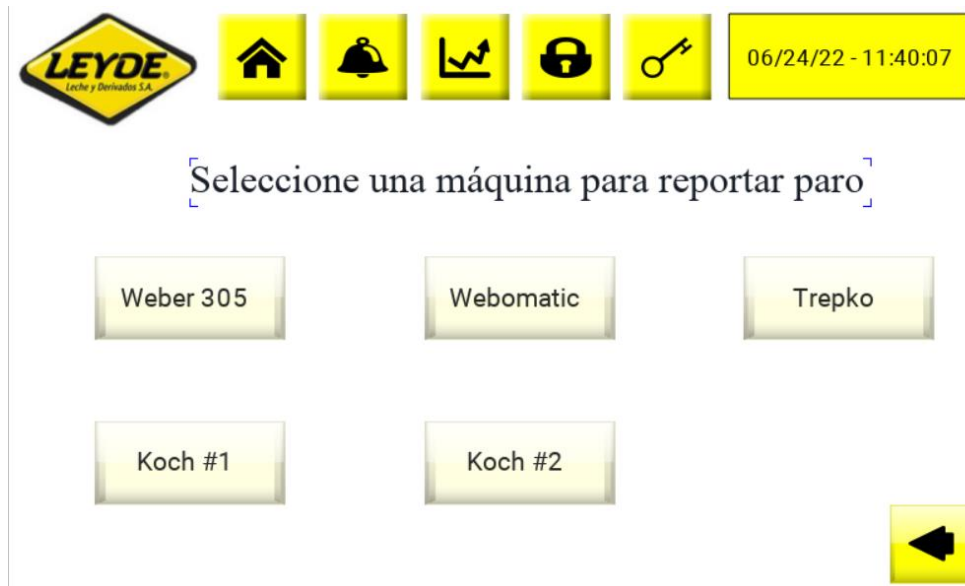 LEYDE
Leche y Derivados S.A.
06/24/22 - 11:40:07
Seleccione una máquina para reportar paro
Weber 305
Webomatic
Trepko
Koch #1
Koch #2